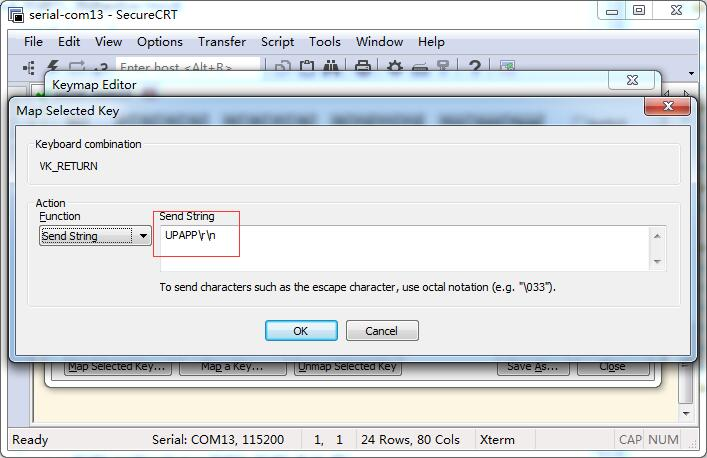 serial-com13 - SecureCRT
File Edit View Options Transfer Script Tools Window Help
Enter host <Alt+R>
Keymap Editor
Map Selected Key
Keyboard combination
VK_RETURN
Action
Function
Send String
Send String
UPAPP\r\n
To send characters such as the escape character, use octal notation (e.g. "\033").
OK
Cancel
Map Selected Key...
Map a Key...
Unmap Selected Key
Save As...
Close
Ready
Serial: COM13, 115200
1, 1
24 Rows, 80 Cols
Xterm
CAP NUM